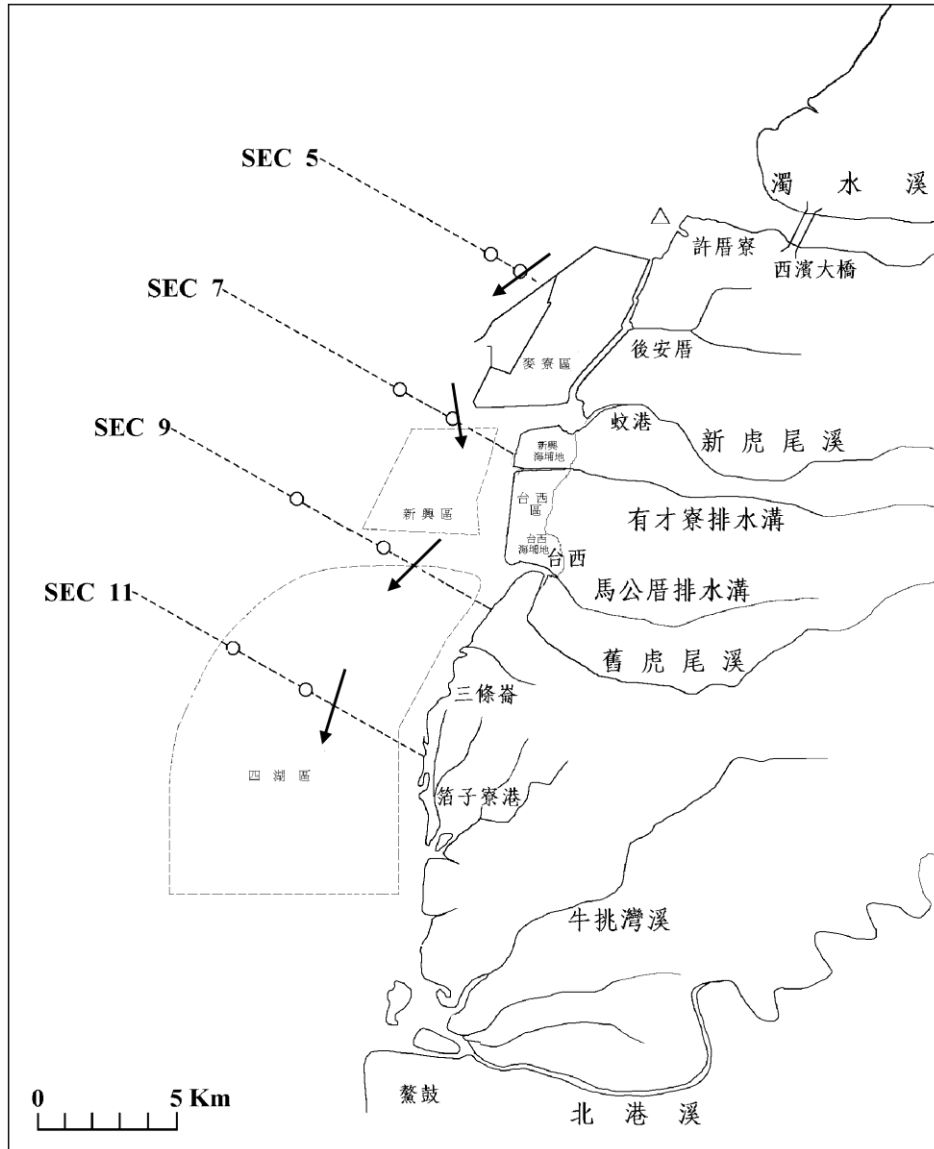 SEC 5
濁 水 溪
許厝寮
西濱大橋
SEC 7
後安厝
麥寮區
蚊港
SEC 9
新虎尾溪
新興
海埔地
台西
區
新興區
有才寮排水溝
台西
海埔地
台西
馬公厝排水溝
SEC 11
舊虎尾溪
三條崙
四湖區
箔子寮港
牛挑灣溪
0 5 Km
鰲鼓
北港溪